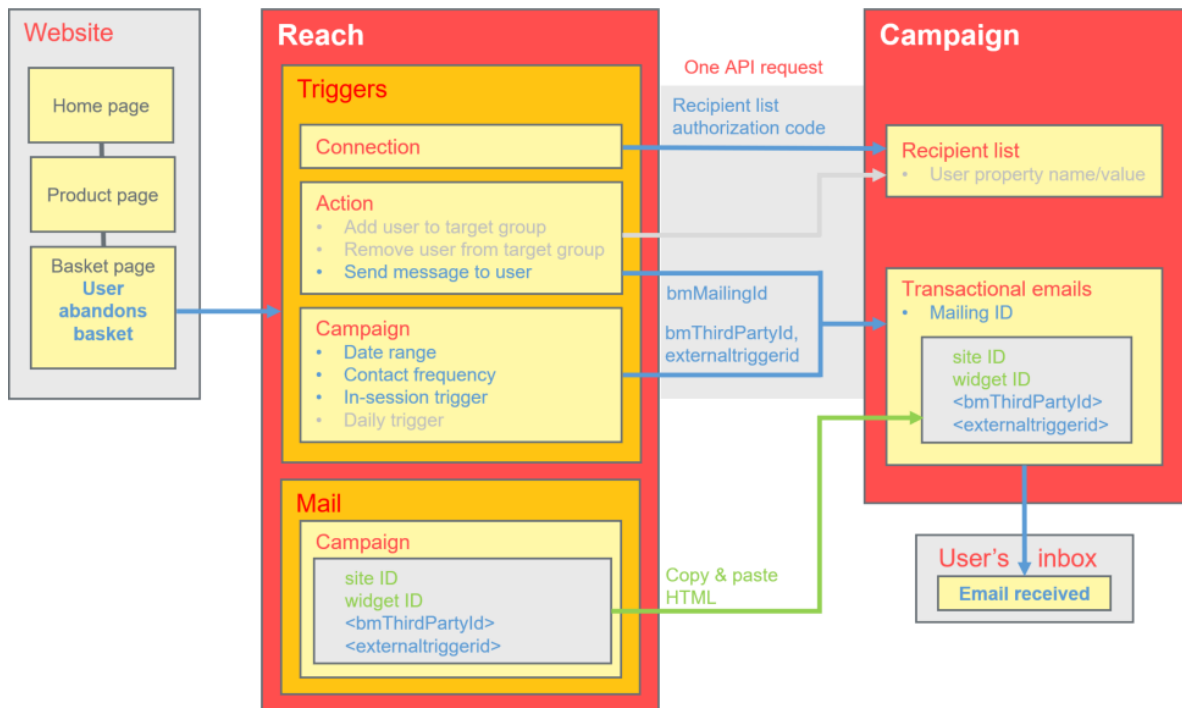 Website
Home page
Product page
Basket page
User
abandons
basket
Reach
Triggers
Connection
Action
• Add user to target group
• Remove user from target group
• Send message to user
Campaign
• Date range
• Contact frequency
• In-session trigger
• Daily trigger
Mail
Campaign
site ID
widget ID
<bmThirdPartyId>
<externaltriggerid>
One API request
Recipient list
authorization code
bmMailingId
bmThirdPartyId,
externaltriggerid
Copy & paste
HTML
Campaign
Recipient list
• User property name/value
Transactional emails
• Mailing ID
site ID
widget ID
<bmThirdPartyId>
<externaltriggerid>
User's inbox
Email received